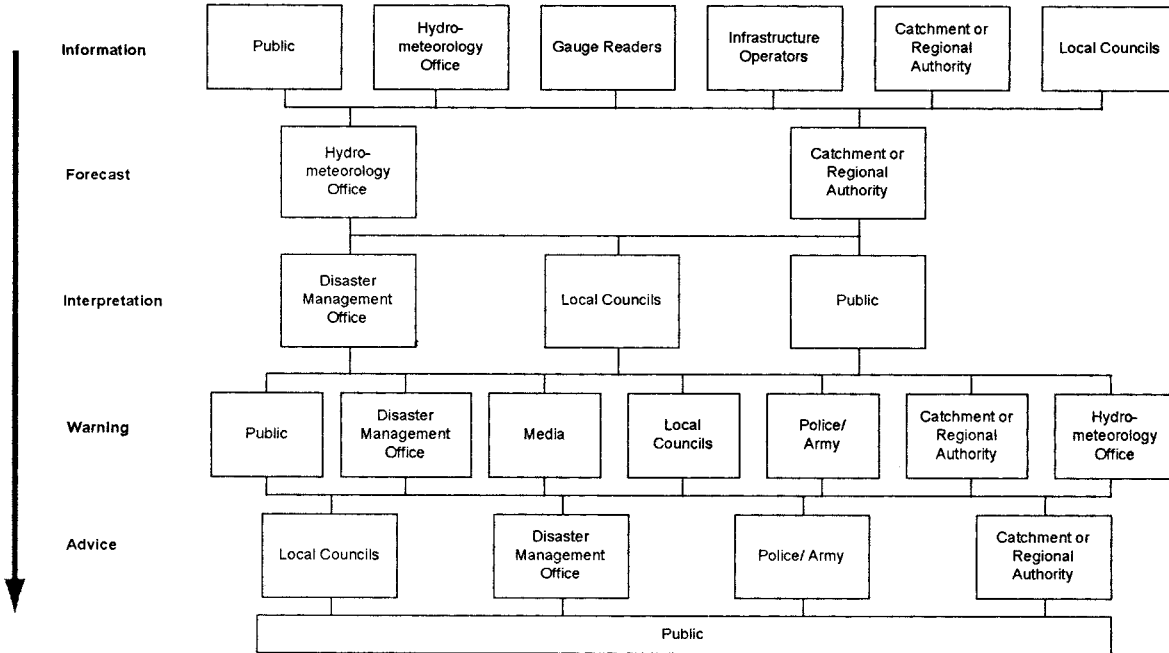 Information
Public
Hydro-
meteorology
Office
Gauge Readers
Infrastructure
Operators
Catchment or
Regional
Authority
Local Councils
Forecast
Hydro-
meteorology
Office
Catchment or
Regional
Authority
Interpretation
Disaster
Management
Office
Local Councils
Public
Warning
Public
Disaster
Management
Office
Media
Local
Councils
Police/
Army
Catchment or
Regional
Authority
Hydro-
meteorology
Office
Advice
Local Councils
Disaster
Management
Office
Police/ Army
Catchment or
Regional
Authority
Public